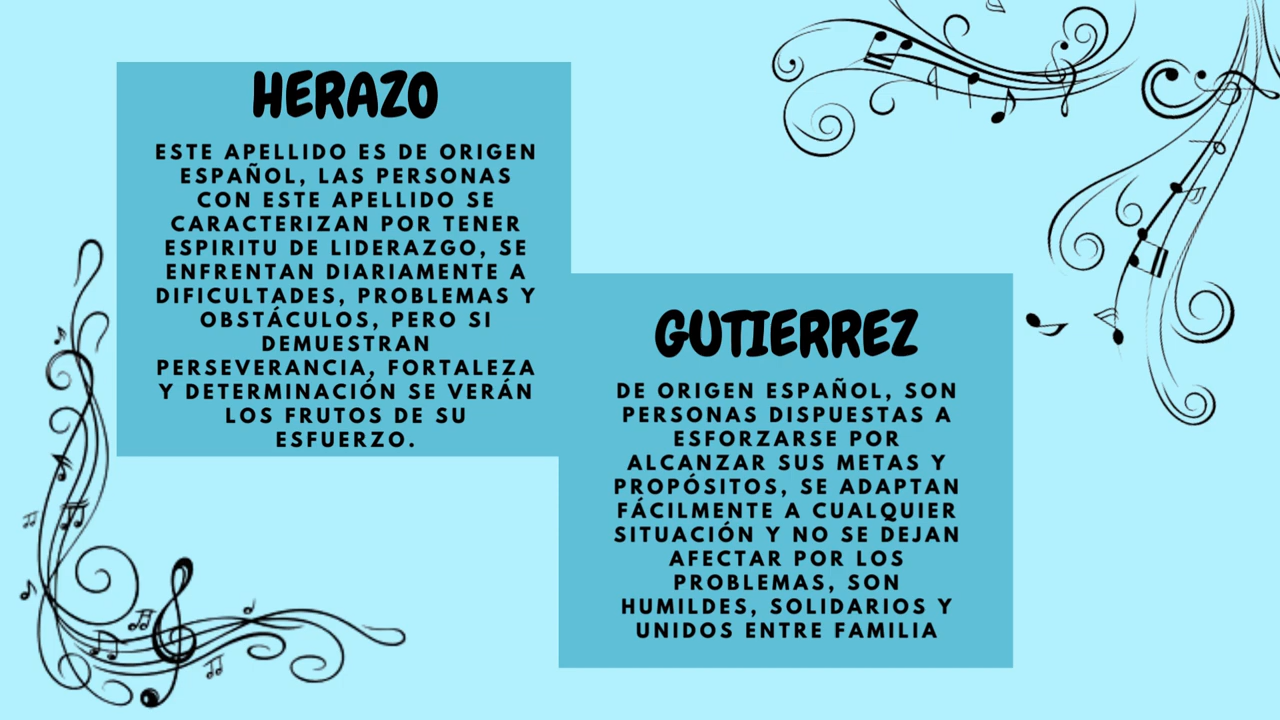 HERAZO
ESTE APELLIDO ES DE ORIGEN
ESPAÑOL, LAS PERSONAS
CON ESTE APELLIDO SE
CARACTERIZAN POR TENER
ESPIRITU DE LIDERAZGO, SE
ENFRENTAN DIARIAMENTE A
DIFICULTADES, PROBLEMAS Y
OBSTÁCULOS, PERO SI
DEMUESTRAN
PERSEVERANCIA, FORTALEZA
Y DETERMINACIÓN SE VERÁN
LOS FRUTOS DE SU
ESFUERZO.
GUTIERREZ
DE ORIGEN ESPAÑOL, SON
PERSONAS DISPUESTAS A
ESFORZARSE POR
ALCANZAR SUS METAS Y
PROPÓSITOS, SE ADAPTAN
FÁCILMENTE A CUALQUIER
SITUACIÓN Y NO SE DEJAN
AFECTAR POR LOS
PROBLEMAS, SON
HUMILDES, SOLIDARIOS Y
UNIDOS ENTRE FAMILIA